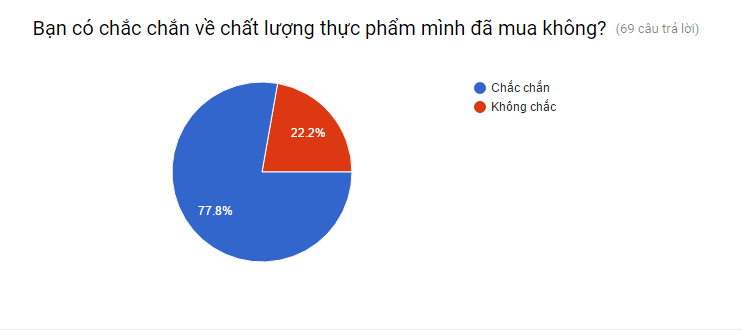 Bạn có chắc chắn về chất lượng thực phẩm mình đã mua không? (69 câu trả lời)
Chắc chắn
Không chắc
22.2%
77.8%